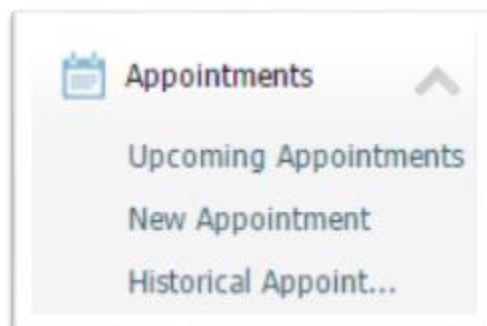 Appointments
Upcoming Appointments
New Appointment
Historical Appoint...